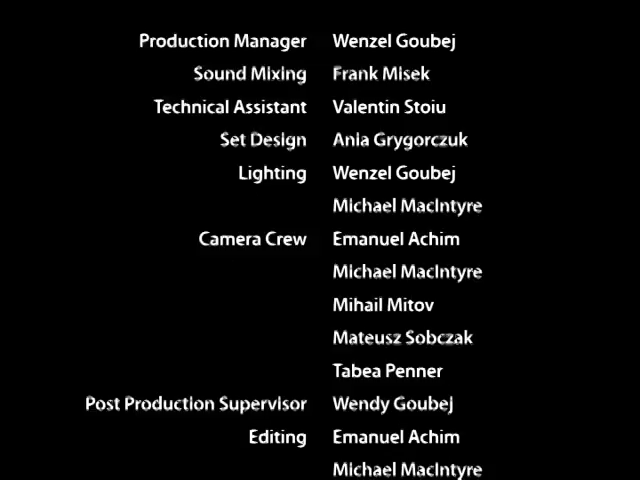 Production Manager Wenzel Goubej
Sound Mixing Frank Misek
Technical Assistant Valentin Stoiu
Set Design Ania Grygorczuk
Lighting Wenzel Goubej
Michael MacIntyre
Camera Crew Emanuel Achim
Michael MacIntyre
Mihail Mitov
Mateusz Sobczak
Tabea Penner
Post Production Supervisor Wendy Goubej
Editing Emanuel Achim
Michael MacIntyre